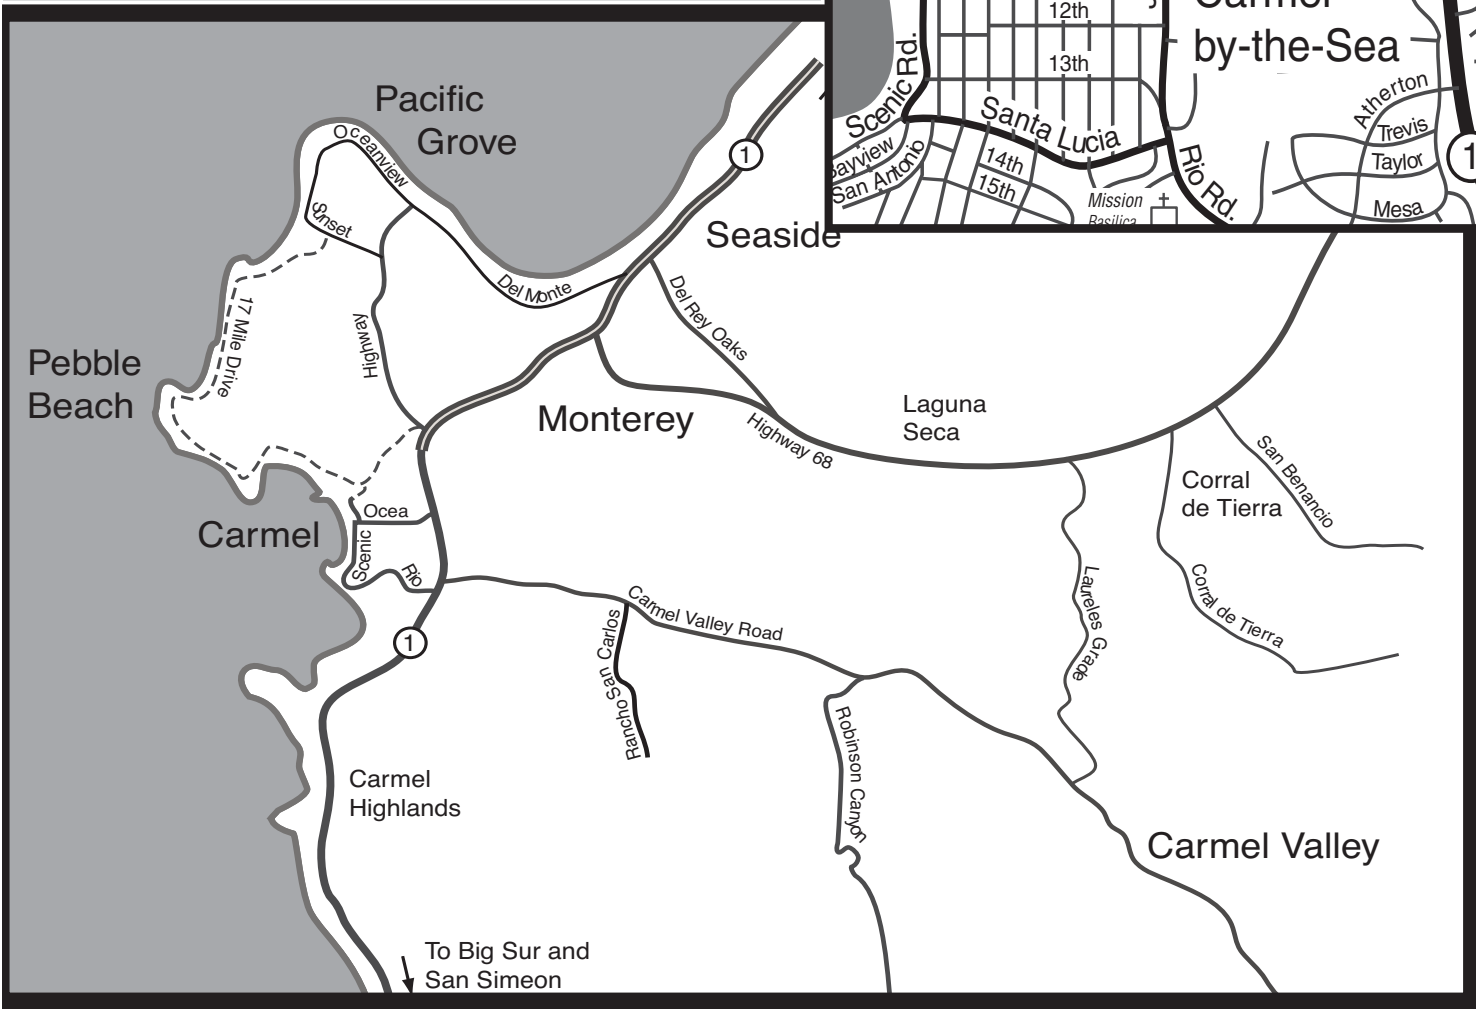 12th
by-the-Sea
13th
Scenic Rd.
Santa Lucia
Atherton
Trevis
Taylor
Mesa
1
San Antonio
14th
15th
Rio Rd.
Mission
Basilica
Pacific
Grove
Oceanview
Sunset
1
Seaside
Del Monte
Del Rey Oaks
17 Mile Drive
Highway
Pebble
Beach
Monterey
Highway 68
Laguna
Seca
San Benancio
Corral
de Tierra
Corral de Tierra
Carmel
Ocea
Scenic
Rio
Laureles Grade
Carmel Valley Road
Rancho San Carlos
1
Robinson Canyon
Carmel
Highlands
Carmel Valley
To Big Sur and
San Simeon